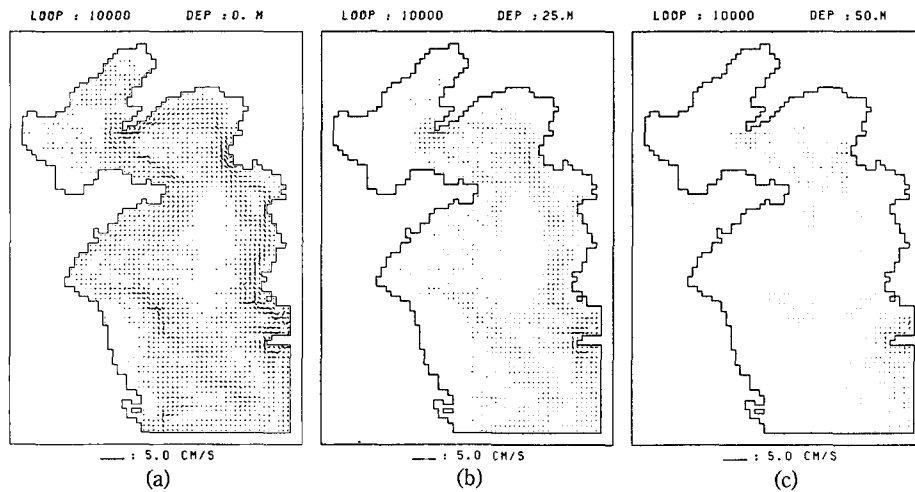 LOOP : 10000 DEP : 0. M
LOOP : 10000 DEP : 25.M
LOOP : 10000 DEP : 50.M
: 5.0 CM/S
: 5.0 CM/S
: 5.0 CM/S
(a)
(b)
(c)